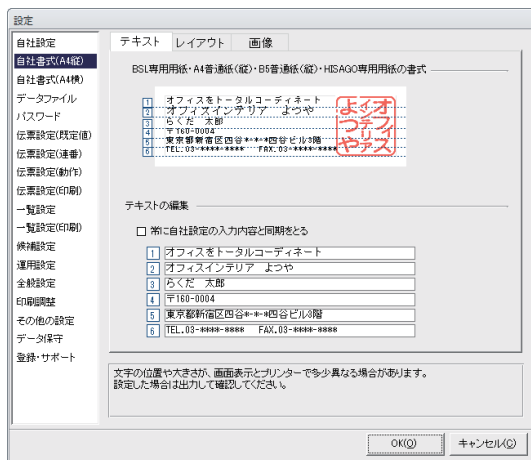 設定
自社設定
自社書式(A4縦)
自社書式(A4横)
データファイル
パスワード
伝票設定(既定値)
伝票設定(連番)
伝票設定(動作)
伝票設定(印刷)
一覧設定
一覧設定(印刷)
候補設定
運用設定
全般設定
印刷調整
その他の設定
データ保守
登録・サポート
テキスト レイアウト 画像
BSL専用用紙・A4普通紙(縦)・B5普通紙(縦)・HISAGO専用用紙の書式
1 オフィスをトータルコーディネート
2 オフィスインテリア よつや
3 らくだ 太郎
4 〒160-0004
5 東京都新宿区四谷*-*-*四谷ビル3階
6 TEL.03-****-**** FAX.03-****-****
オフィス
インテリア
よつや
テキストの編集
常に自社設定の入力内容と同期をとる
1 オフィスをトータルコーディネート
2 オフィスインテリア よつや
3 らくだ 太郎
4 〒160-0004
5 東京都新宿区四谷*-*-*四谷ビル3階
6 TEL.03-****-**** FAX.03-****-****
文字の位置や大きさが、画面表示とプリンターで多少異なる場合があります。
設定した場合は出力して確認してください。
OK(O) キャンセル(C)